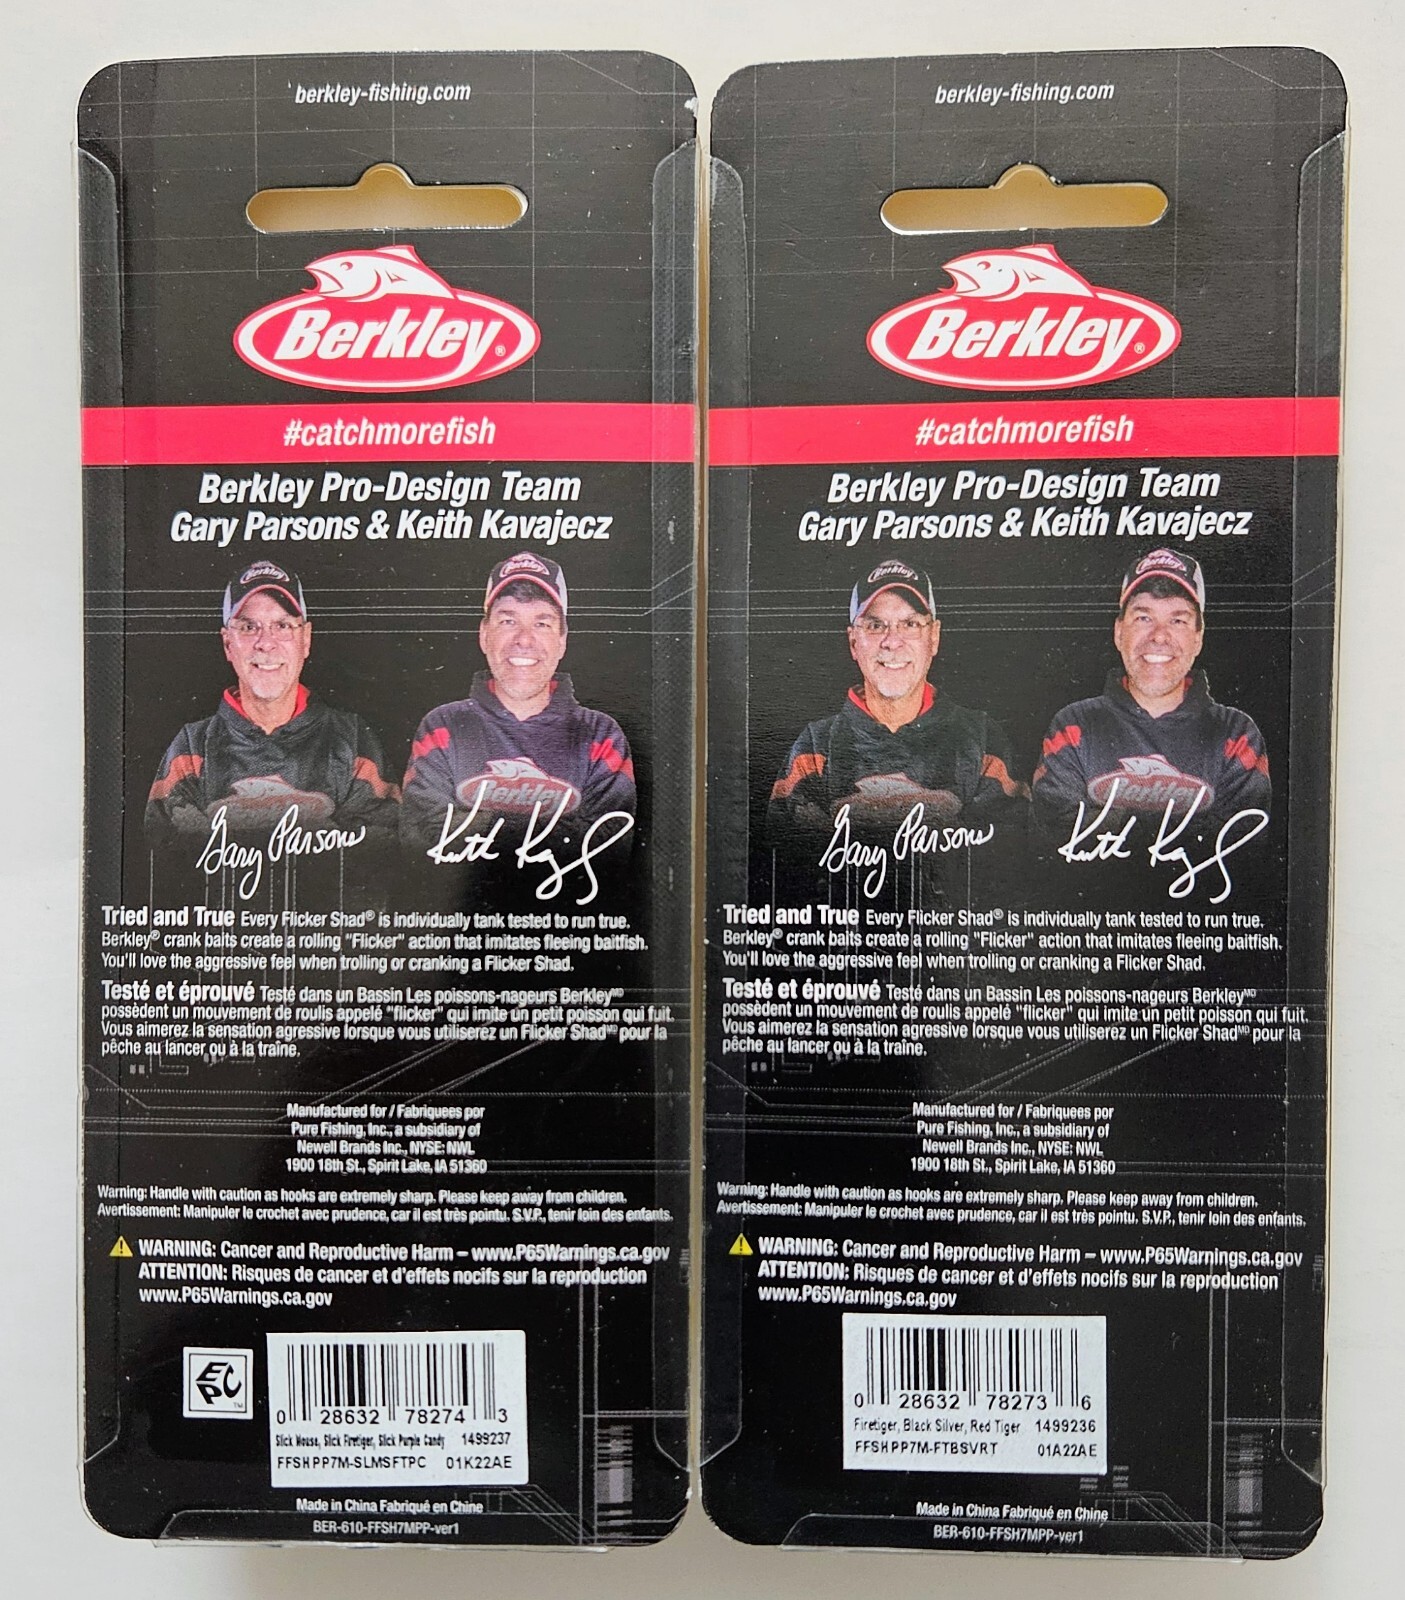 berkley-fishing.com
Berkley®
#catchmorefish
Berkley Pro-Design Team
Gary Parsons & Keith Kavajecz
Berkley
Berkley
Berkley
Gary Parsons
Keith
Tried and True Every Flicker Shad® is individually tank tested to run true.
Berkley® crank baits create a rolling "Flicker" action that imitates fleeing baitfish.
You'll love the aggressive feel when trolling or cranking a Flicker Shad.
Testé et éprouvé Testé dans un Bassin Les poissons-nageurs Berkley MD
possèdent un mouvement de roulis appelé "flicker" qui imite un petit poisson qui fuit.
Vous aimerez la sensation agressive lorsque vous utiliserez un Flicker Shad MD pour la
pêche au lancer ou à la traîne.
Manufactured for / Fabriquees por
Pure Fishing, Inc., a subsidiary of
Newell Brands Inc., NYSE: NWL
1900 18th St., Spirit Lake, IA 51360
Warning: Handle with caution as hooks are extremely sharp. Please keep away from children.
Avertissement: Manipuler le crochet avec prudence, car il est très pointu. S.V.P., tenir loin des enfants.
WARNING: Cancer and Reproductive Harm – www.P65Warnings.ca.gov
ATTENTION: Risques de cancer et d'effets nocifs sur la reproduction
www.P65Warnings.ca.gov
EPC TM
0 28632 78274 3
Slick Mouse, Slick Firetiger, Slick Purple Candy 1499237
FFSHPP7M-SLMSFTPC 01K22AE
Made in China Fabriqué en Chine
BER-610-FFSH7MPP-ver1
berkley-fishing.com
Berkley®
#catchmorefish
Berkley Pro-Design Team
Gary Parsons & Keith Kavajecz
Berkley
Berkley
Berkley
Gary Parsons
Keith
Tried and True Every Flicker Shad® is individually tank tested to run true.
Berkley® crank baits create a rolling "Flicker" action that imitates fleeing baitfish.
You'll love the aggressive feel when trolling or cranking a Flicker Shad.
Testé et éprouvé Testé dans un Bassin Les poissons-nageurs Berkley MD
possèdent un mouvement de roulis appelé "flicker" qui imite un petit poisson qui fuit.
Vous aimerez la sensation agressive lorsque vous utiliserez un Flicker Shad MD pour la
pêche au lancer ou à la traîne.
Manufactured for / Fabriquees por
Pure Fishing, Inc., a subsidiary of
Newell Brands Inc., NYSE: NWL
1900 18th St., Spirit Lake, IA 51360
Warning: Handle with caution as hooks are extremely sharp. Please keep away from children.
Avertissement: Manipuler le crochet avec prudence, car il est très pointu. S.V.P., tenir loin des enfants.
WARNING: Cancer and Reproductive Harm – www.P65Warnings.ca.gov
ATTENTION: Risques de cancer et d'effets nocifs sur la reproduction
www.P65Warnings.ca.gov
0 28632 78273 6
Firetiger, Black Silver, Red Tiger 1499236
FFSHPP7M-FTBSVRT 01A22AE
Made in China Fabriqué en Chine
BER-610-FFSH7MPP-ver1